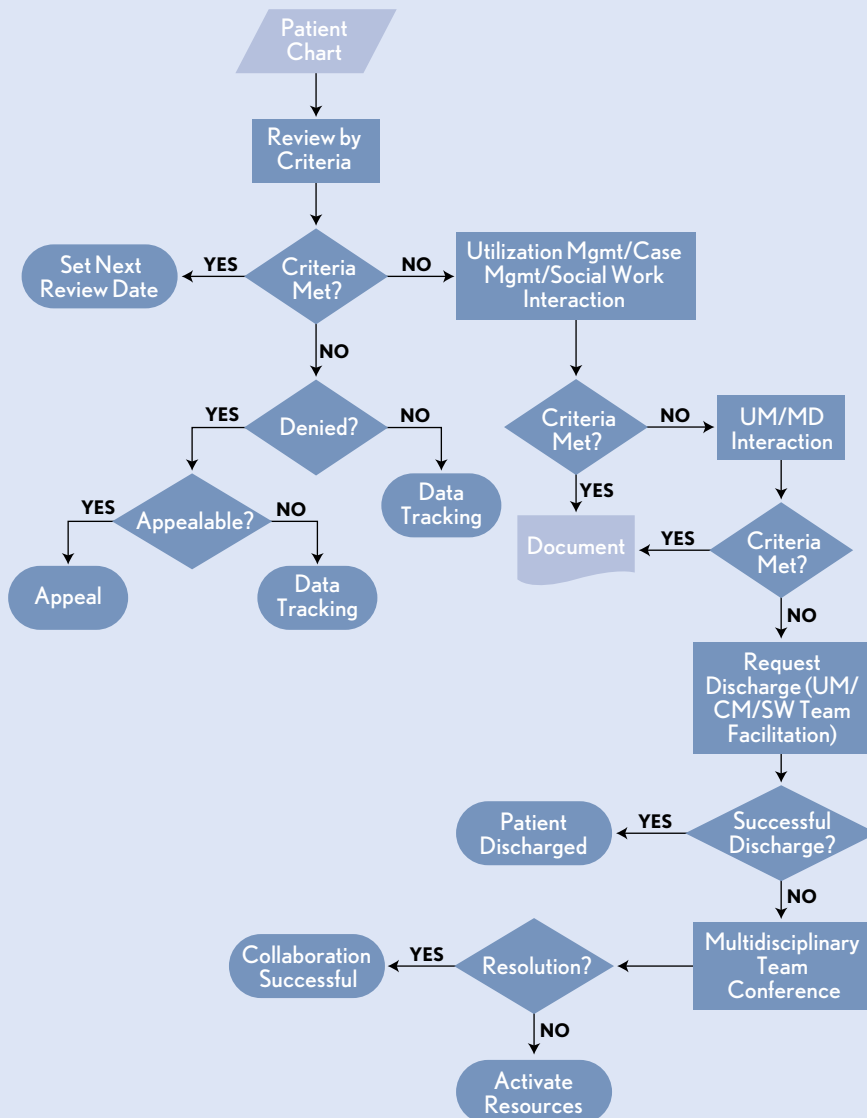 Patient
Chart
Review by
Criteria
Set Next
Review Date
YES
Criteria
Met?
NO
Utilization Mgmt/Case
Mgmt/Social Work
Interaction
NO
YES
Denied?
NO
Criteria
Met?
NO
UM/MD
Interaction
YES
Appealable?
NO
Data
Tracking
YES
Document
YES
Criteria
Met?
Appeal
Data
Tracking
NO
Request
Discharge (UM/
CM/SW Team
Facilitation)
Patient
Discharged
YES
Successful
Discharge?
NO
Collaboration
Successful
YES
Resolution?
Multidisciplinary
Team
Conference
NO
Activate
Resources